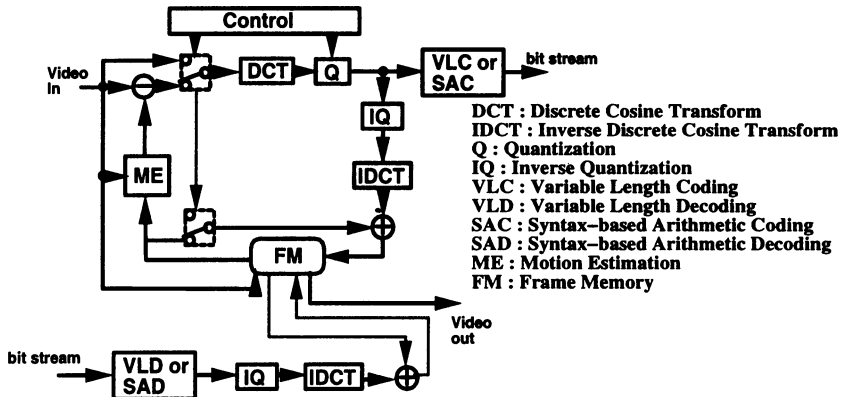 Control
Video
In
DCT
Q
VLC or
SAC
bit stream
IQ
IDCT
ME
FM
Video
out
bit stream
VLD or
SAD
IQ
IDCT
DCT : Discrete Cosine Transform
IDCT : Inverse Discrete Cosine Transform
Q : Quantization
IQ : Inverse Quantization
VLC : Variable Length Coding
VLD : Variable Length Decoding
SAC : Syntax-based Arithmetic Coding
SAD : Syntax-based Arithmetic Decoding
ME : Motion Estimation
FM : Frame Memory